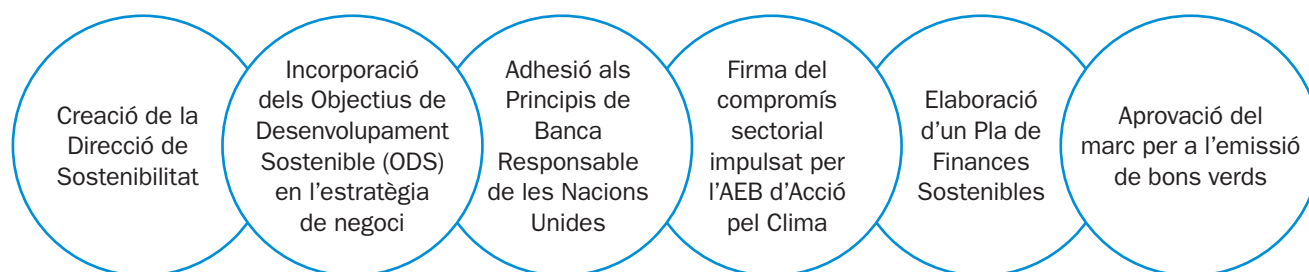 Creació de la
Direcció de
Sostenibilitat
Incorporació
dels Objectius de
Desenvolupament
Sostenible (ODS)
en l’estratègia
de negoci
Adhesió als
Principis de
Banca
Responsable
de les Nacions
Unides
Firma del
compromís
sectorial
impulsat per
l’AEB d’Acció
pel Clima
Elaboració
d’un Pla de
Finances
Sostenibles
Aprovació del
marc per a l’emissió
de bons verds